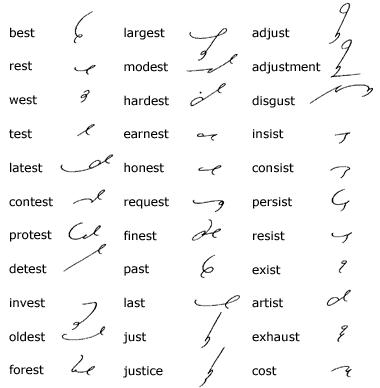 best largest adjust
rest modest adjustment
west hardest disgust
test earnest insist
latest honest consist
contest request persist
protest finest resist
detest past exist
invest last artist
oldest just exhaust
forest justice cost